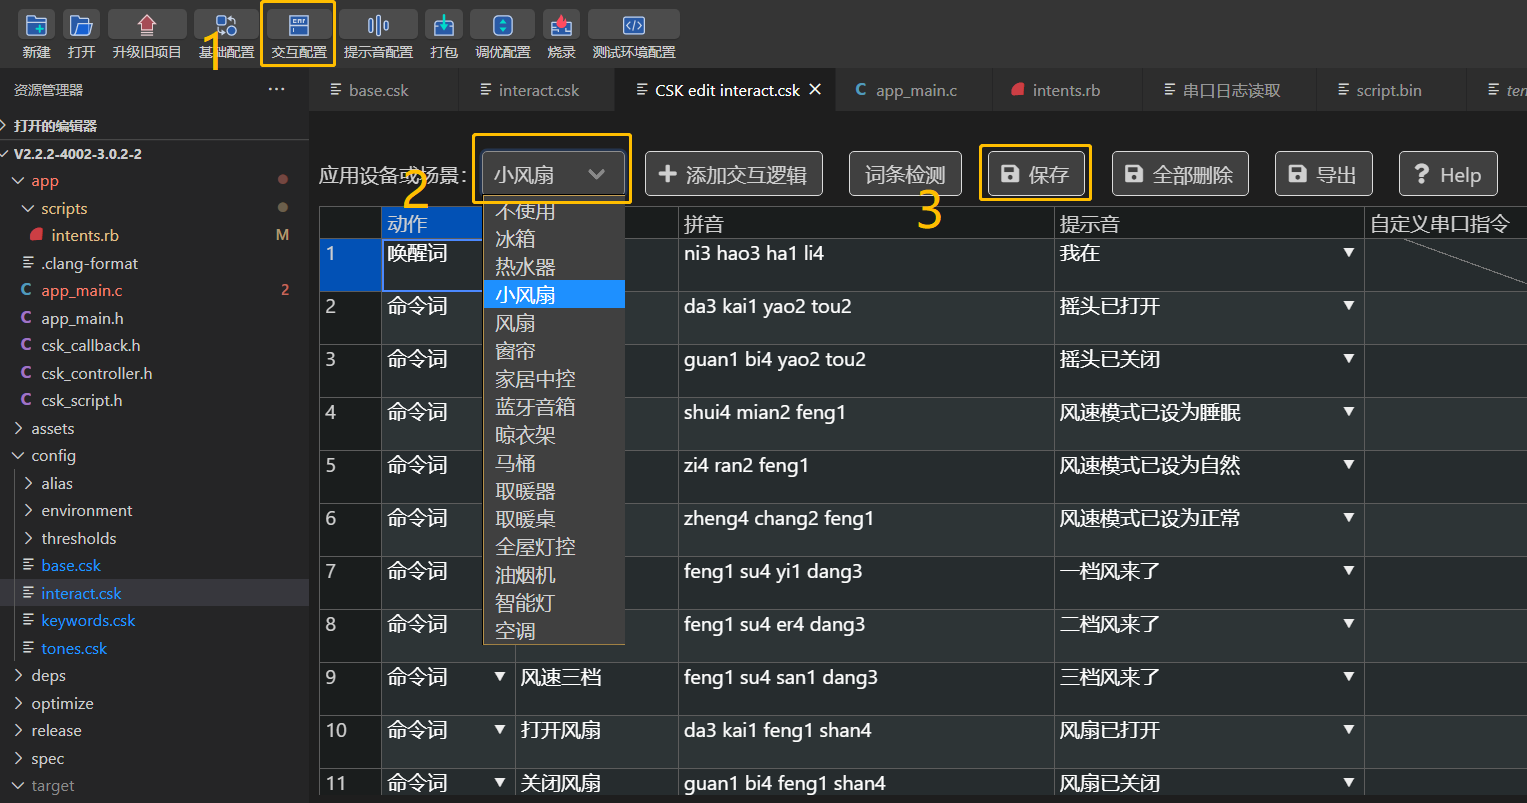 新建 打开 升级旧项目 基础配置 交互配置 提示音配置 打包 调优配置 烧录 测试环境配置
1
资源管理器 ···
base.csk interact.csk CSK edit interact.csk app_main.c intents.rb 串口日志读取 script.bin
打开的编辑器
V2.2.2-4002-3.0.2-2
app
scripts
intents.rb M
.clang-format
app_main.c 2
app_main.h
csk_callback.h
csk_controller.h
csk_script.h
assets
config
alias
environment
thresholds
base.csk
interact.csk
keywords.csk
tones.csk
deps
optimize
release
spec
target
应用设备或场景: 小风扇 添加交互逻辑 词条检测 保存 全部删除 导出 Help
2
3
不使用
冰箱
热水器
小风扇
风扇
窗帘
家居中控
蓝牙音箱
晾衣架
马桶
取暖器
取暖桌
全屋灯控
油烟机
智能灯
空调
动作 拼音 提示音 自定义串口指令
1 唤醒词 ni3 hao3 ha1 li4 我在
2 命令词 da3 kai1 yao2 tou2 摇头已打开
3 命令词 guan1 bi4 yao2 tou2 摇头已关闭
4 命令词 shui4 mian2 feng1 风速模式已设为睡眠
5 命令词 zi4 ran2 feng1 风速模式已设为自然
6 命令词 zheng4 chang2 feng1 风速模式已设为正常
7 命令词 feng1 su4 yi1 dang3 一档风来了
8 命令词 feng1 su4 er4 dang3 二档风来了
9 命令词 风速三档 feng1 su4 san1 dang3 三档风来了
10 命令词 打开风扇 da3 kai1 feng1 shan4 风扇已打开
11 命令词 关闭风扇 guan1 bi4 feng1 shan4 风扇已关闭